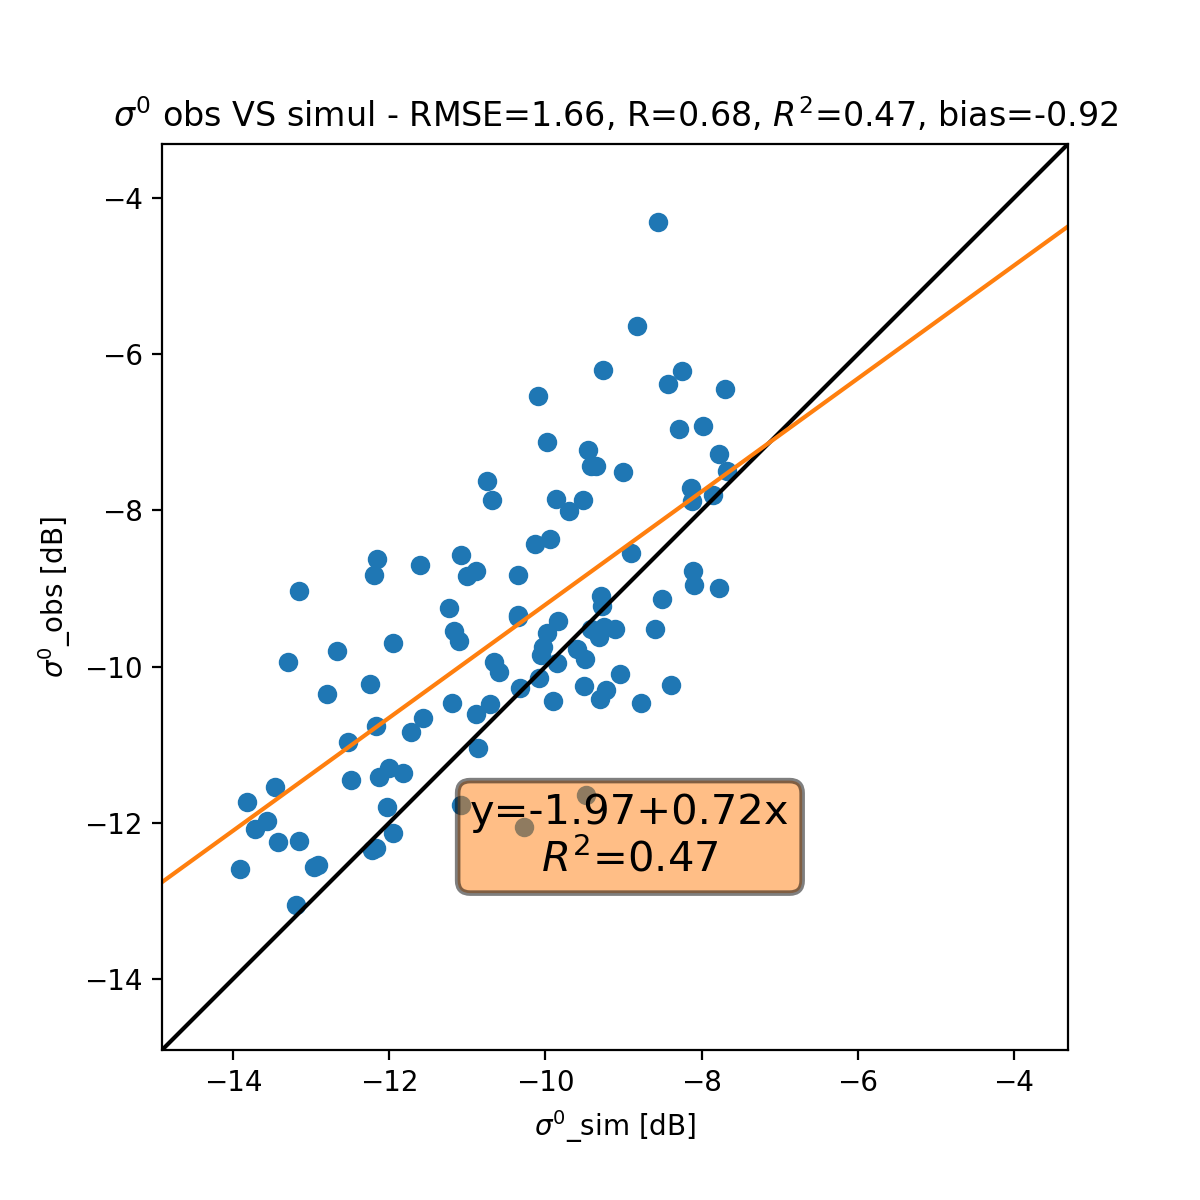 σ⁰ obs VS simul - RMSE=1.66, R=0.68, R²=0.47, bias=-0.92
−4
−6
−8
−10
−12
−14
σ⁰_obs [dB]
y=-1.97+0.72x
R²=0.47
−14 −12 −10 −8 −6 −4
σ⁰_sim [dB]